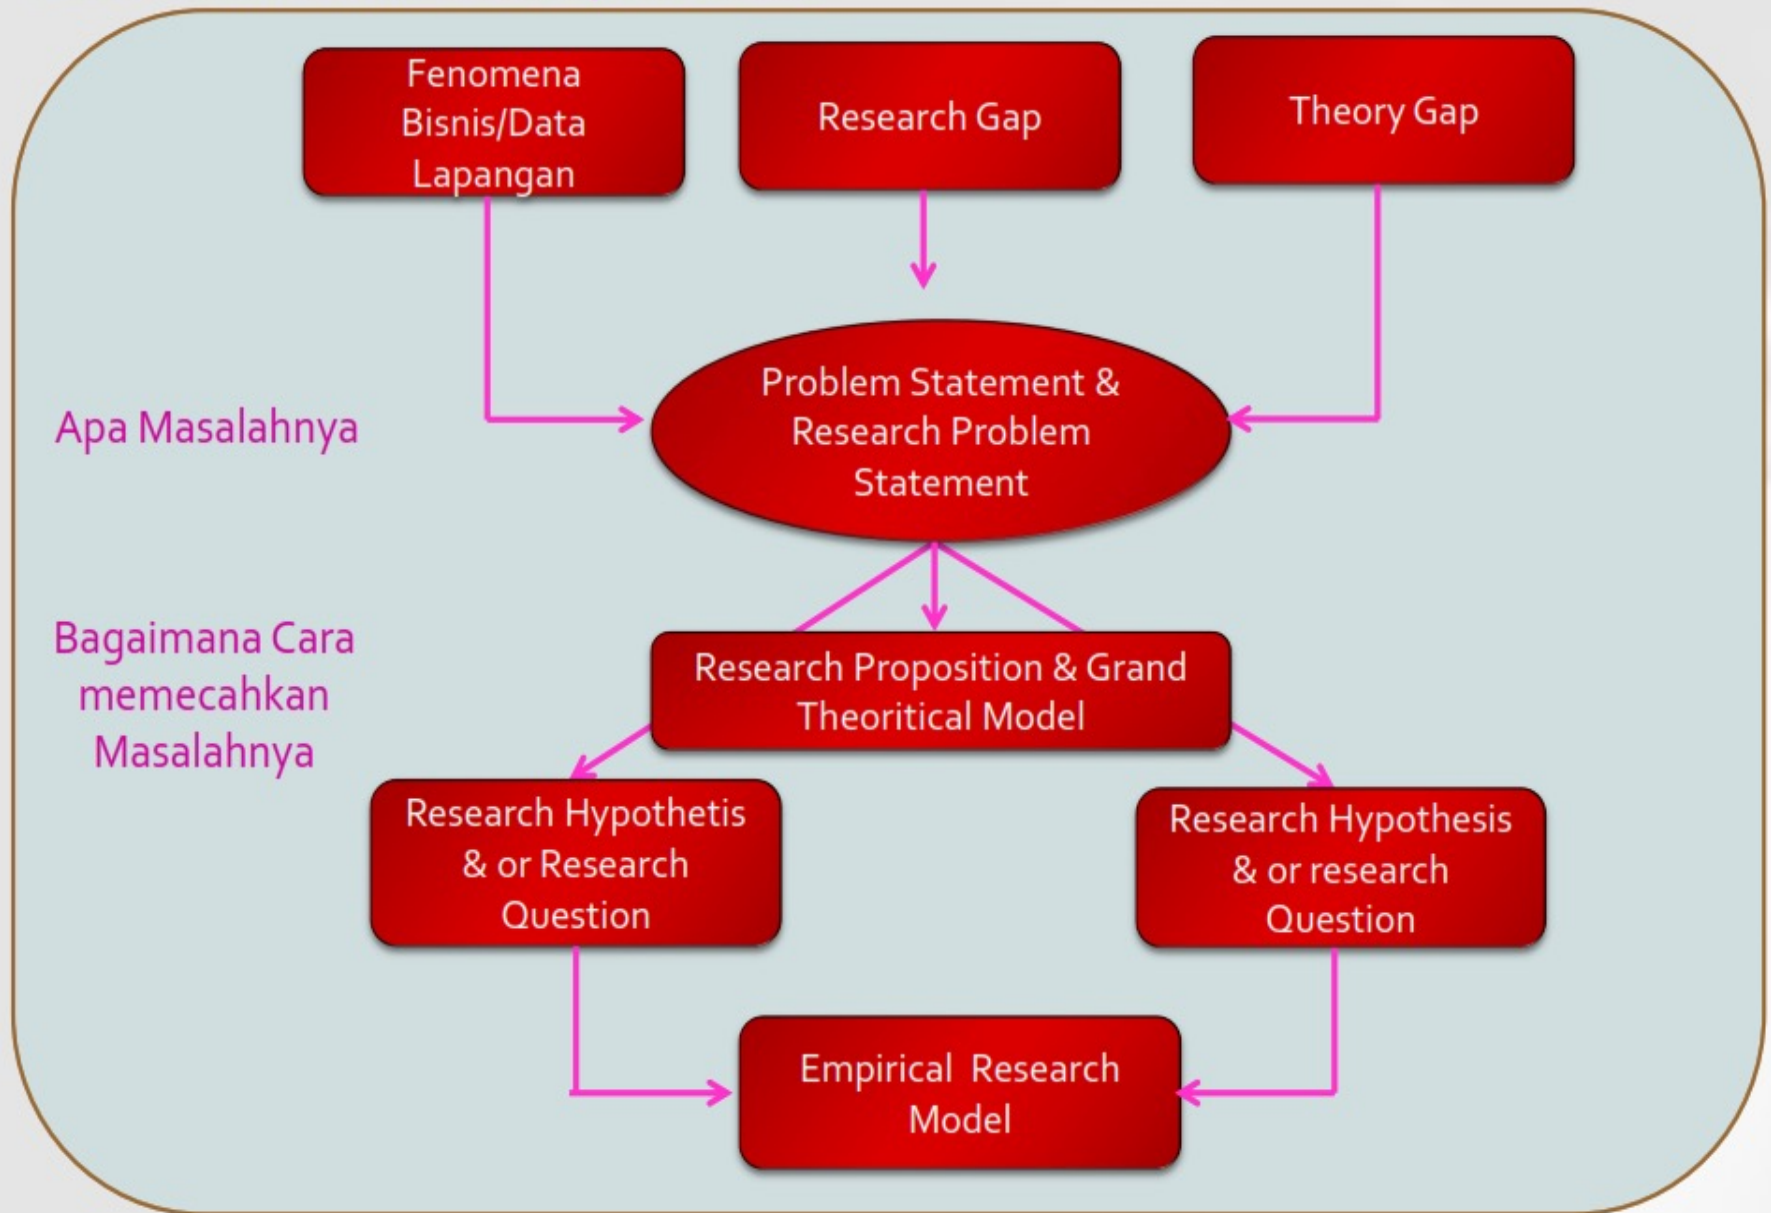 Fenomena
Bisnis/Data
Lapangan
Research Gap
Theory Gap
Apa Masalahnya
Problem Statement &
Research Problem
Statement
Bagaimana Cara
memecahkan
Masalahnya
Research Proposition & Grand
Theoritical Model
Research Hypothetis
& or Research
Question
Research Hypothesis
& or research
Question
Empirical Research
Model